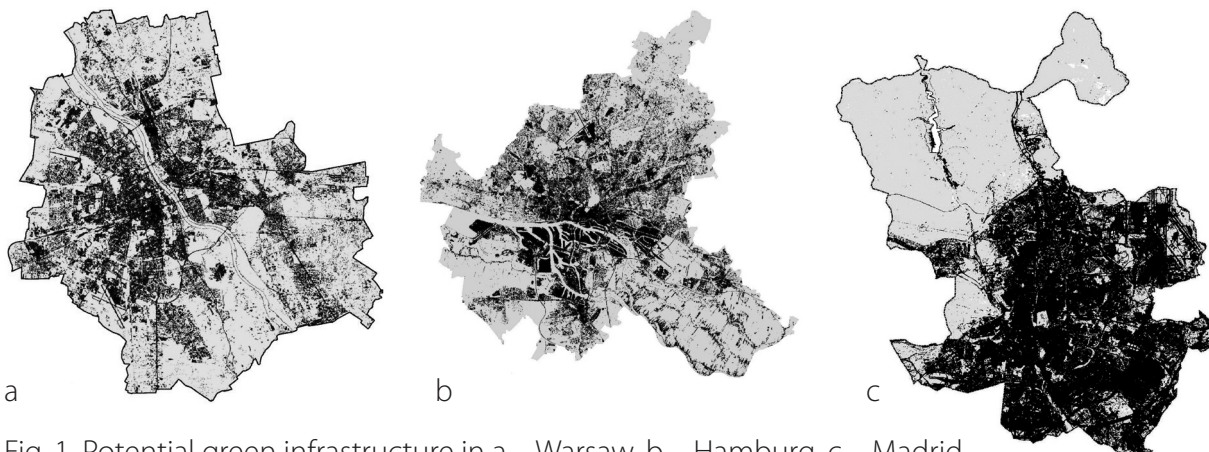 a
b
c
Fig. 1. Potential green infrastructure in a – Warsaw, b – Hamburg, c – Madrid